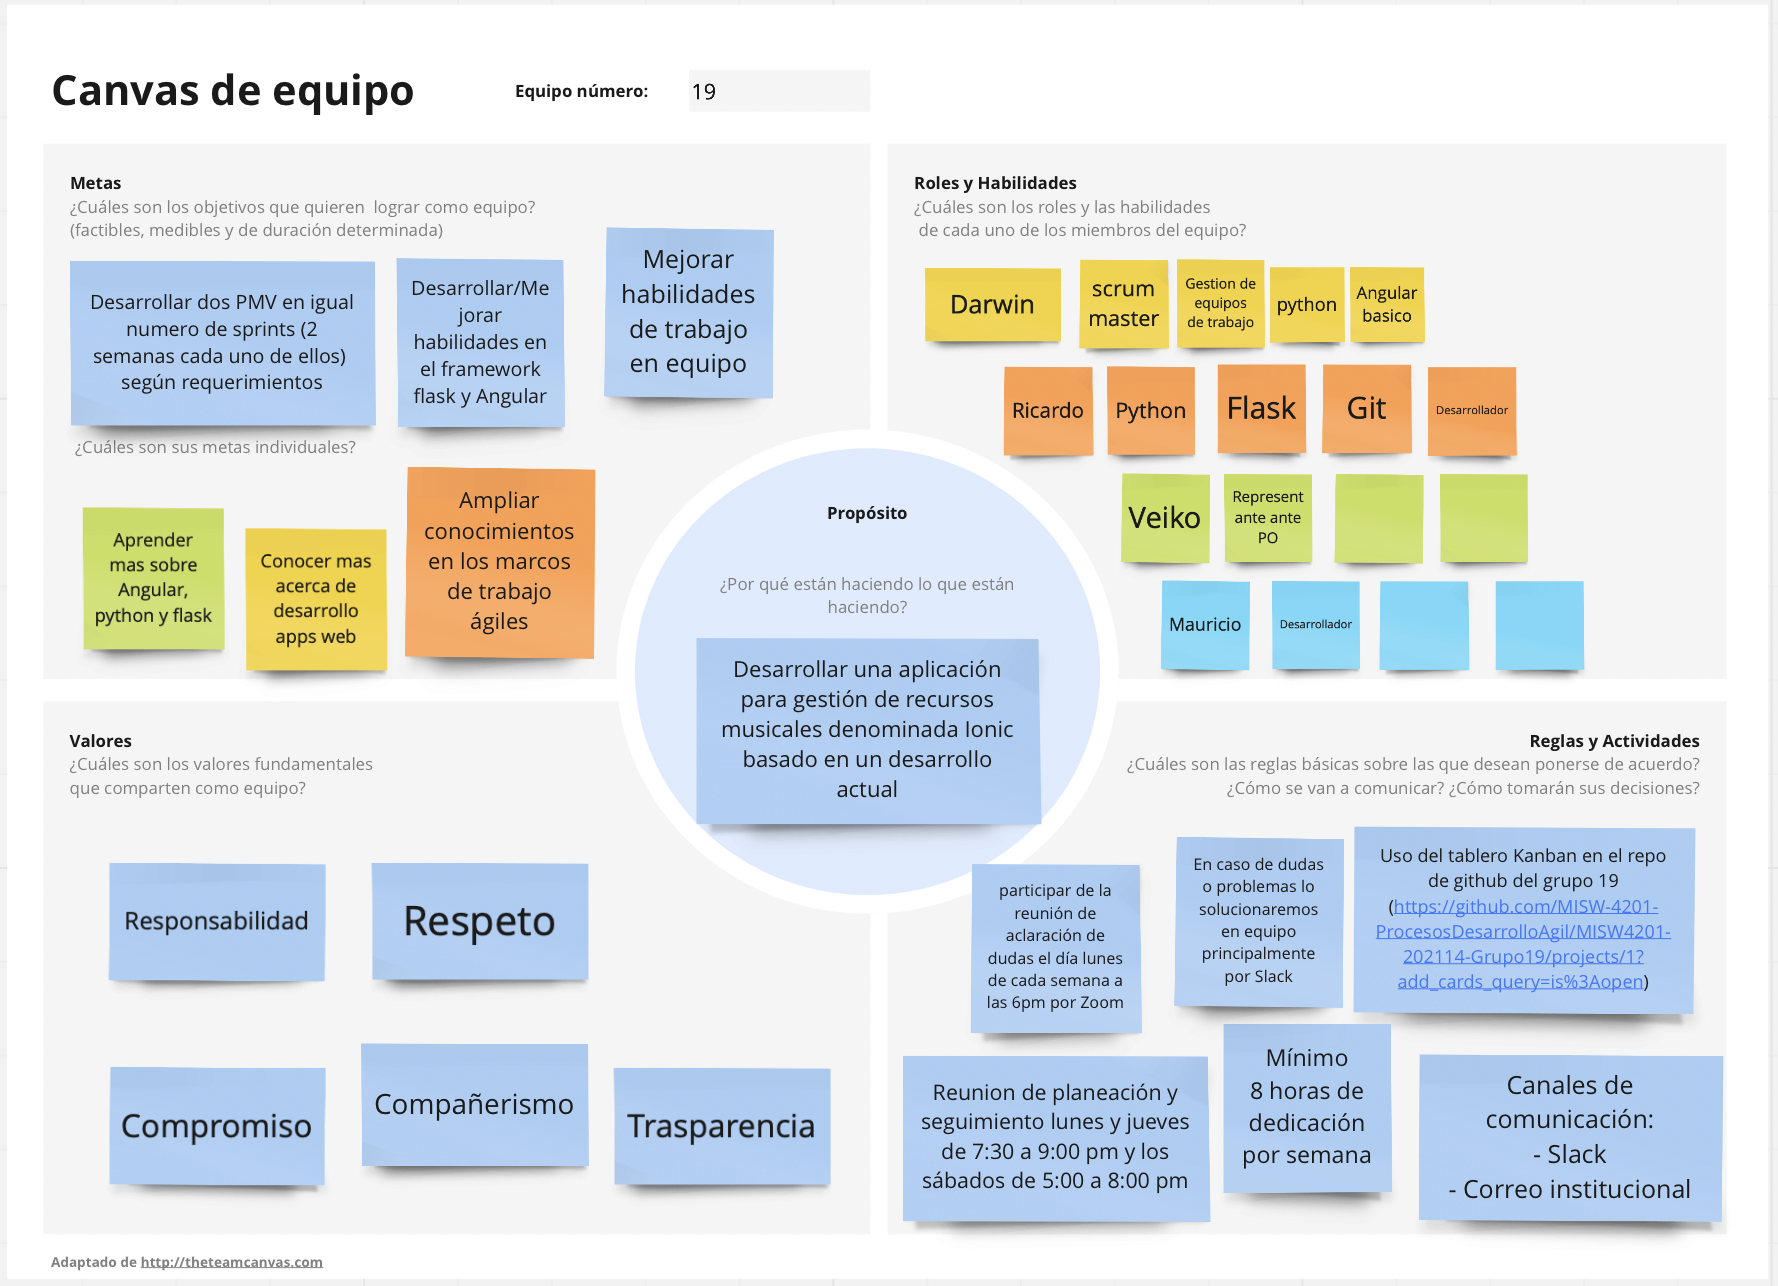 Canvas de equipo
Equipo número:
19
Metas
¿Cuáles son los objetivos que quieren  lograr como equipo?
(factibles, medibles y de duración determinada)
Desarrollar dos PMV en igual
numero de sprints (2
semanas cada uno de ellos)
según requerimientos
Desarrollar/Me
jorar
habilidades en
el framework
flask y Angular
Mejorar
habilidades
de trabajo
en equipo
¿Cuáles son sus metas individuales?
Aprender
mas sobre
Angular,
python y flask
Conocer mas
acerca de
desarrollo
apps web
Ampliar
conocimientos
en los marcos
de trabajo
ágiles
Roles y Habilidades
¿Cuáles son los roles y las habilidades
de cada uno de los miembros del equipo?
Darwin
scrum
master
Gestion de
equipos
de trabajo
python
Angular
basico
Ricardo
Python
Flask
Git
Desarrollador
Veiko
Represent
ante ante
PO
Mauricio
Desarrollador
Propósito
¿Por qué están haciendo lo que están
haciendo?
Desarrollar una aplicación
para gestión de recursos
musicales denominada Ionic
basado en un desarrollo
actual
Valores
¿Cuáles son los valores fundamentales
que comparten como equipo?
Responsabilidad
Respeto
Compromiso
Compañerismo
Trasparencia
Reglas y Actividades
¿Cuáles son las reglas básicas sobre las que desean ponerse de acuerdo?
¿Cómo se van a comunicar? ¿Cómo tomarán sus decisiones?
participar de la
reunión de
aclaración de
dudas el día lunes
de cada semana a
las 6pm por Zoom
En caso de dudas
o problemas lo
solucionaremos
en equipo
principalmente
por Slack
Uso del tablero Kanban en el repo
de github del grupo 19
(https://github.com/MISW-4201-
ProcesosDesarrolloAgil/MISW4201-
202114-Grupo19/projects/1?
add_cards_query=is%3Aopen)
Reunion de planeación y
seguimiento lunes y jueves
de 7:30 a 9:00 pm y los
sábados de 5:00 a 8:00 pm
Mínimo
8 horas de
dedicación
por semana
Canales de
comunicación:
- Slack
- Correo institucional
Adaptado de http://theteamcanvas.com